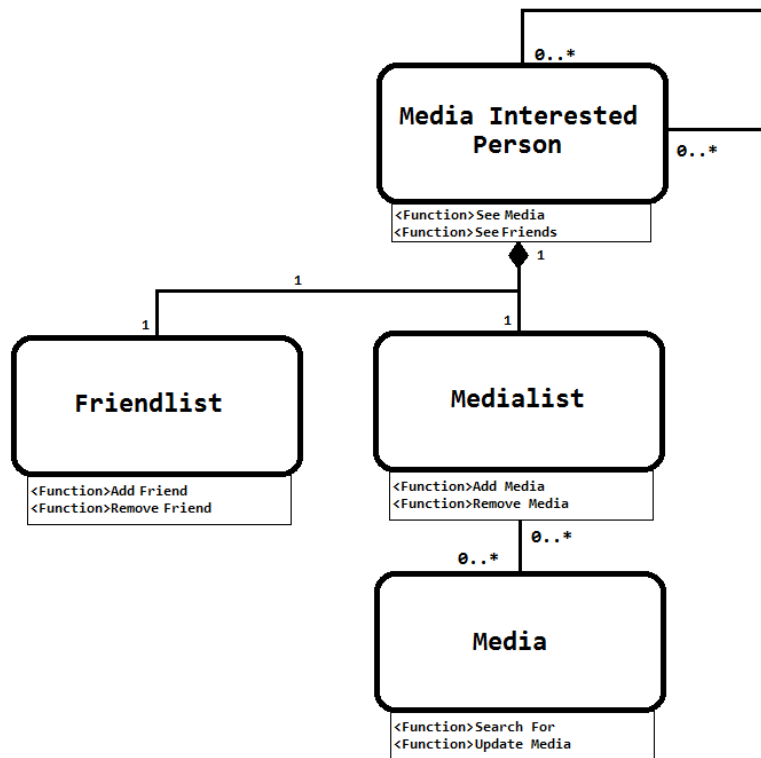 0..*
Media Interested
Person
0..*
<Function>See Media
<Function>See Friends
1
1
1
1
Friendlist
Medialist
<Function>Add Friend
<Function>Remove Friend
<Function>Add Media
<Function>Remove Media
0..*
0..*
Media
<Function>Search For
<Function>Update Media